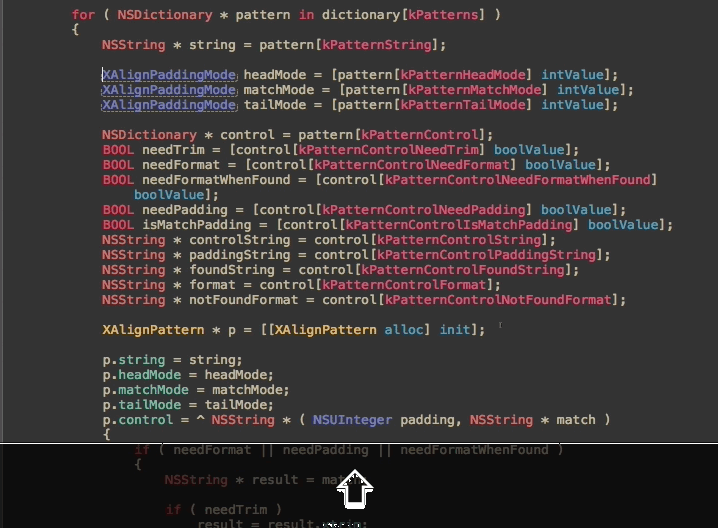 for ( NSDictionary * pattern in dictionary[kPatterns] )
{
NSString * string = pattern[kPatternString];
XAlignPaddingMode headMode = [pattern[kPatternHeadMode] intValue];
XAlignPaddingMode matchMode = [pattern[kPatternMatchMode] intValue];
XAlignPaddingMode tailMode = [pattern[kPatternTailMode] intValue];
NSDictionary * control = pattern[kPatternControl];
BOOL needTrim = [control[kPatternControlNeedTrim] boolValue];
BOOL needFormat = [control[kPatternControlNeedFormat] boolValue];
BOOL needFormatWhenFound = [control[kPatternControlNeedFormatWhenFound]
boolValue];
BOOL needPadding = [control[kPatternControlNeedPadding] boolValue];
BOOL isMatchPadding = [control[kPatternControlIsMatchPadding] boolValue];
NSString * controlString = control[kPatternControlString];
NSString * paddingString = control[kPatternControlPaddingString];
NSString * foundString = control[kPatternControlFoundString];
NSString * format = control[kPatternControlFormat];
NSString * notFoundFormat = control[kPatternControlNotFoundFormat];
XAlignPattern * p = [[XAlignPattern alloc] init];
p.string = string;
p.headMode = headMode;
p.matchMode = matchMode;
p.tailMode = tailMode;
p.control = ^ NSString * ( NSUInteger padding, NSString * match )
{
if ( needFormat || needPadding || needFormatWhenFound )
{
NSString * result =
if ( needTrim )